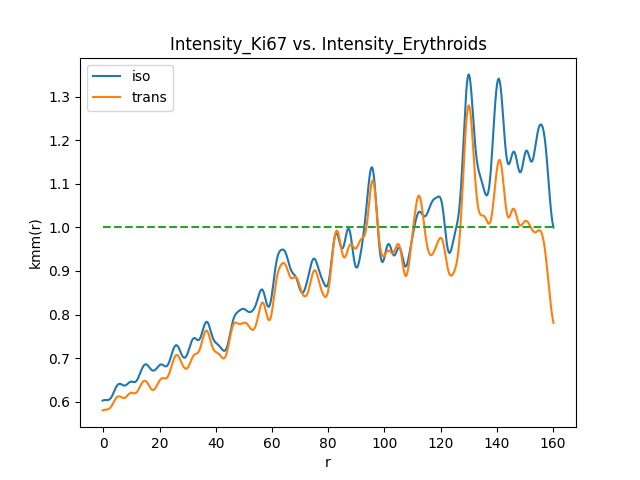 Intensity_Ki67 vs. Intensity_Erythroids
iso
trans
kmm(r)
1.3
1.2
1.1
1.0
0.9
0.8
0.7
0.6
0 20 40 60 80 100 120 140 160
r